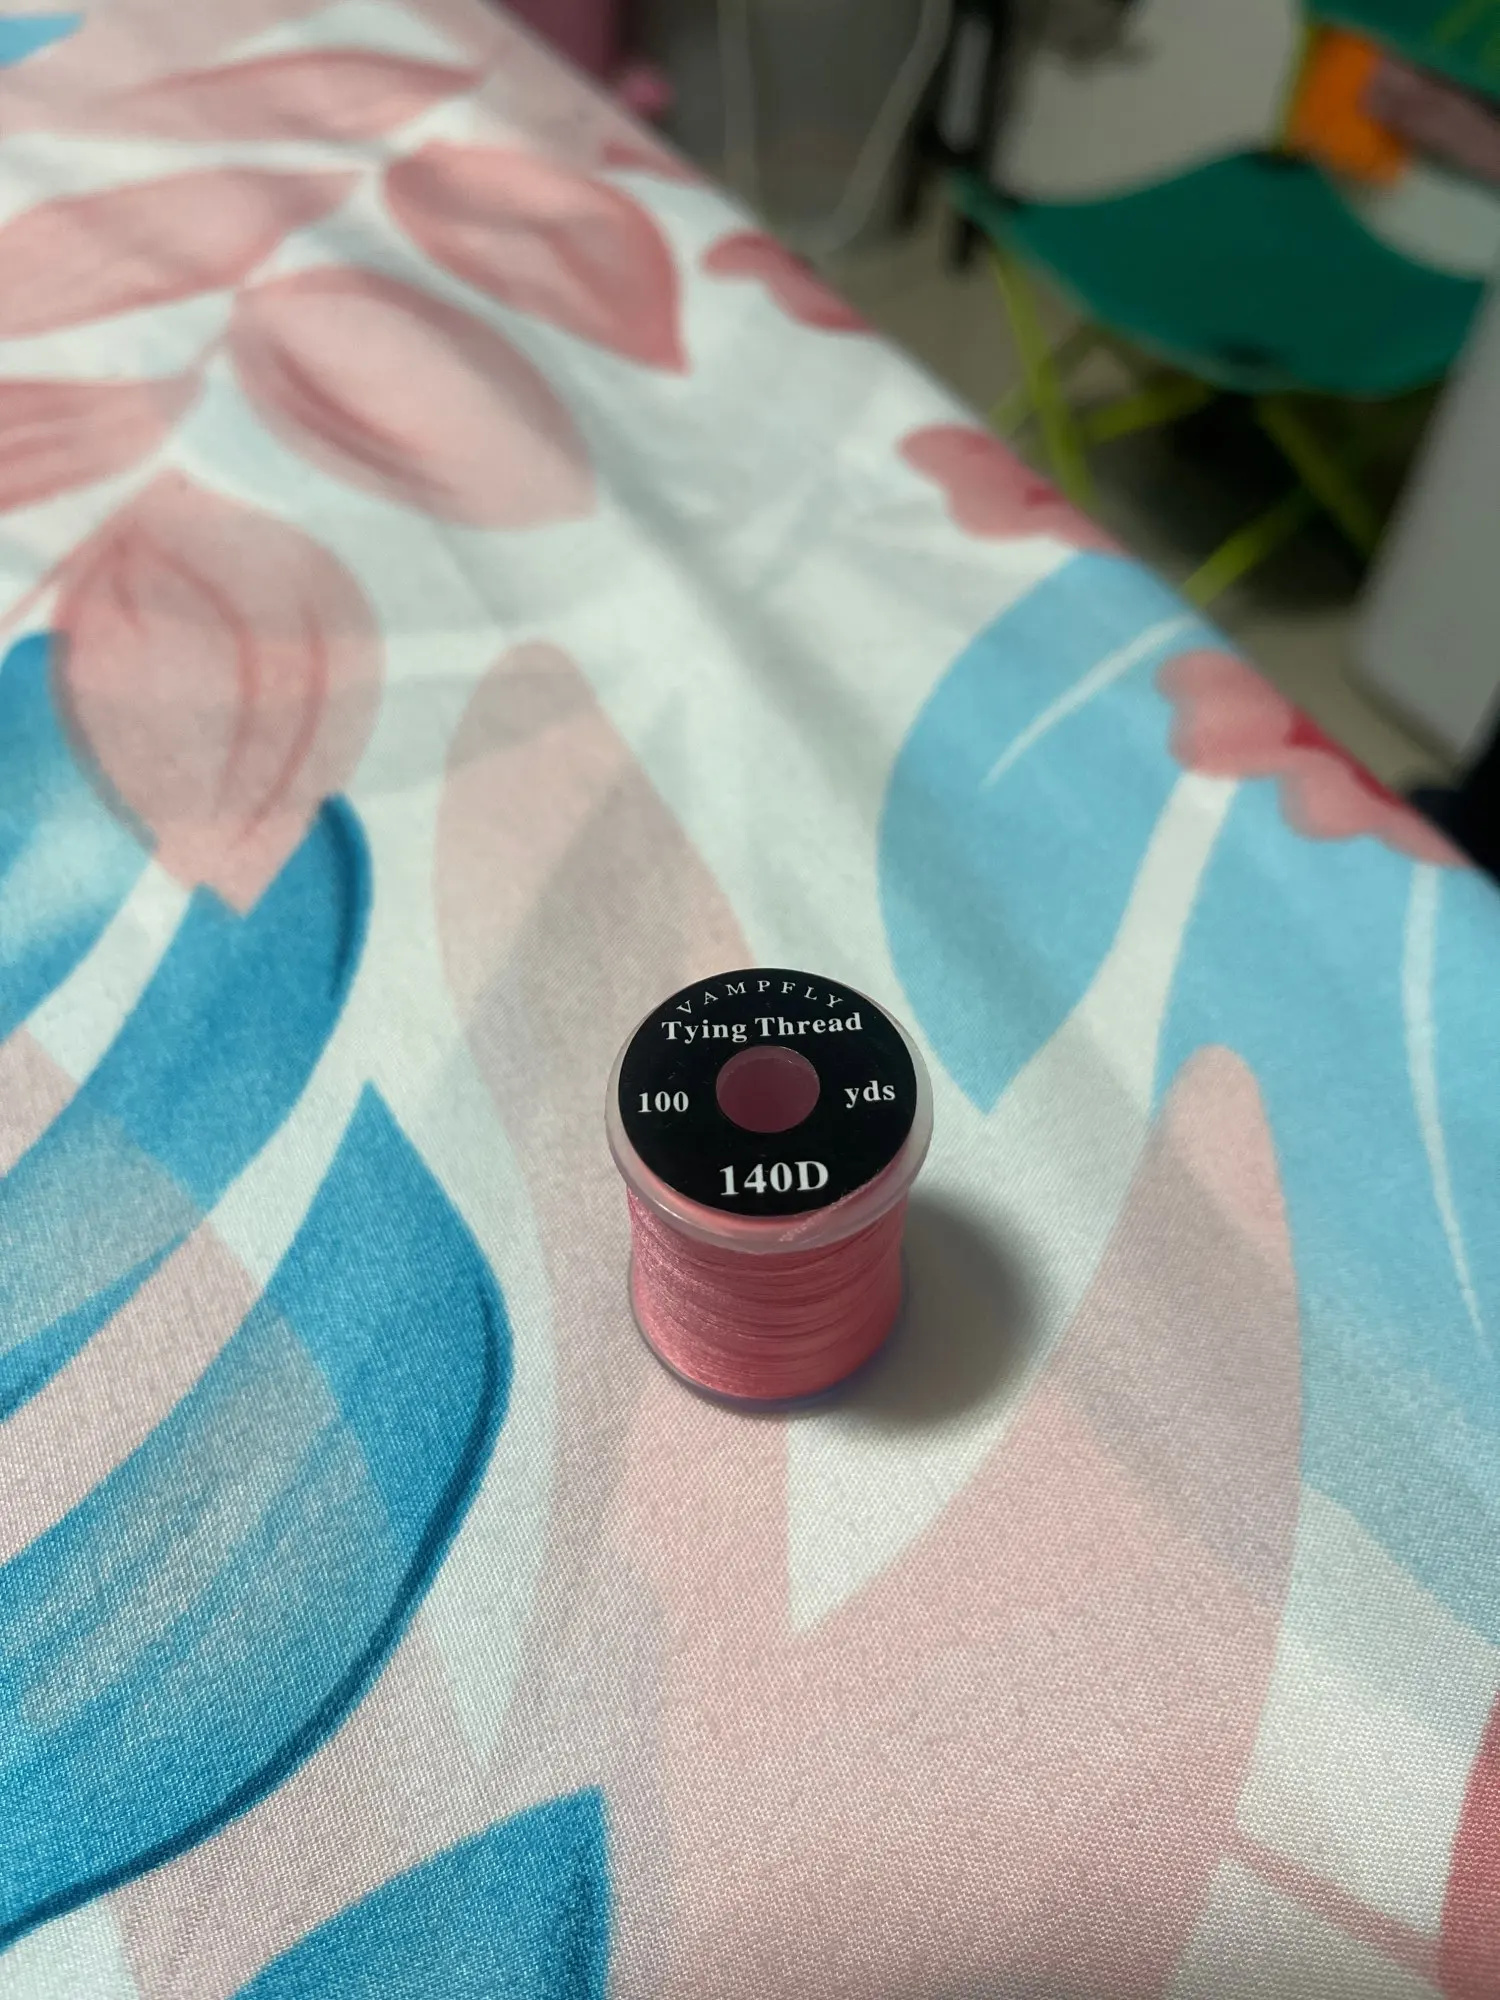 VAMPFLY
Tying Thread
100 yds
140D